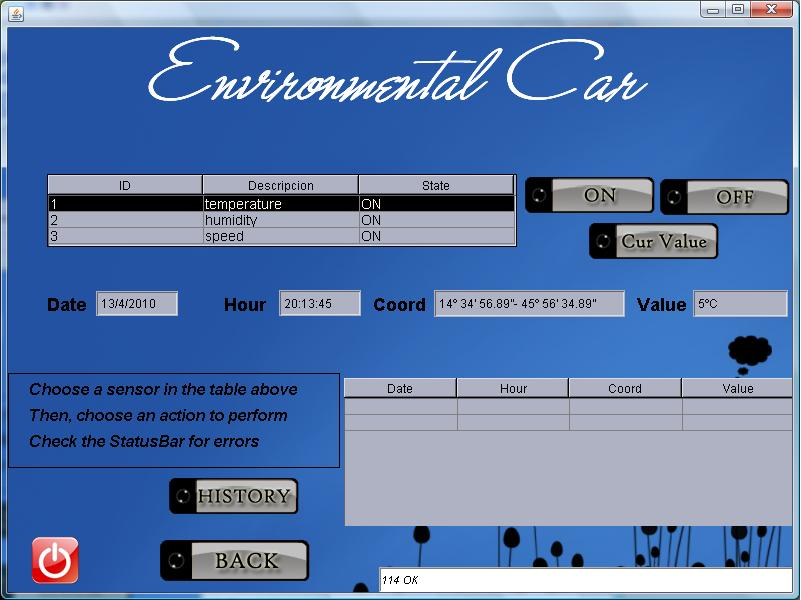 Environmental Car
ID Descripcion State
1 temperature ON
2 humidity ON
3 speed ON
ON OFF
Cur Value
Date 13/4/2010 Hour 20:13:45 Coord 14º 34' 56.89"- 45º 56' 34.89" Value 5ºC
Choose a sensor in the table above
Then, choose an action to perform
Check the StatusBar for errors
Date Hour Coord Value
HISTORY
BACK
114 OK